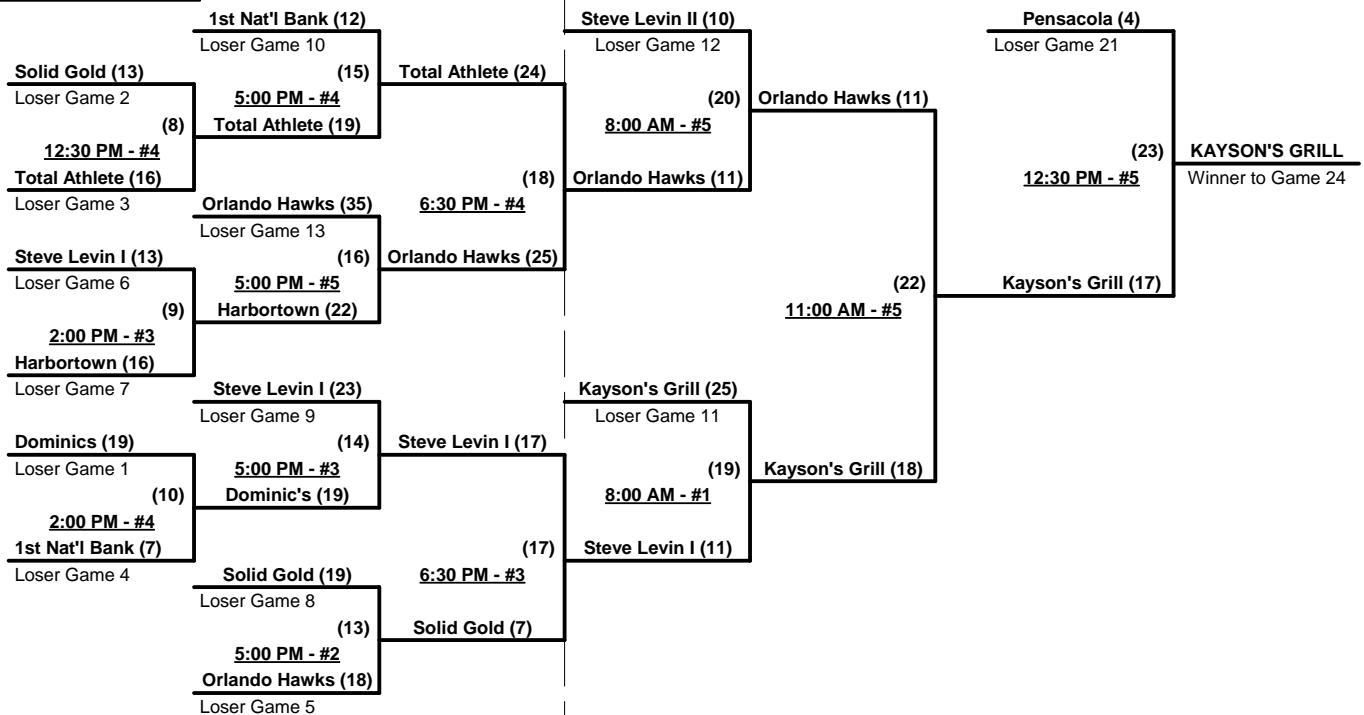 1st Nat'l Bank (12)
Steve Levin II (10)
Pensacola (4)
Loser Game 10
Loser Game 12
Loser Game 21
Solid Gold (13)
(15)
Total Athlete (24)
Loser Game 2
5:00 PM - #4
(20)
Orlando Hawks (11)
(8)
Total Athlete (19)
8:00 AM - #5
12:30 PM - #4
(23)
KAYSON'S GRILL
Total Athlete (16)
(18)
Orlando Hawks (11)
12:30 PM - #5
Winner to Game 24
Loser Game 3
Orlando Hawks (35)
6:30 PM - #4
Loser Game 13
Steve Levin I (13)
(16)
Orlando Hawks (25)
Loser Game 6
5:00 PM - #5
(22)
Kayson's Grill (17)
(9)
Harbortown (22)
11:00 AM - #5
2:00 PM - #3
Harbortown (16)
Loser Game 7
Steve Levin I (23)
Kayson's Grill (25)
Loser Game 9
Loser Game 11
Dominics (19)
(14)
Steve Levin I (17)
Loser Game 1
5:00 PM - #3
(19)
Kayson's Grill (18)
(10)
Dominic's (19)
8:00 AM - #1
2:00 PM - #4
1st Nat'l Bank (7)
(17)
Steve Levin I (11)
Loser Game 4
Solid Gold (19)
6:30 PM - #3
Loser Game 8
(13)
Solid Gold (7)
5:00 PM - #2
Orlando Hawks (18)
Loser Game 5